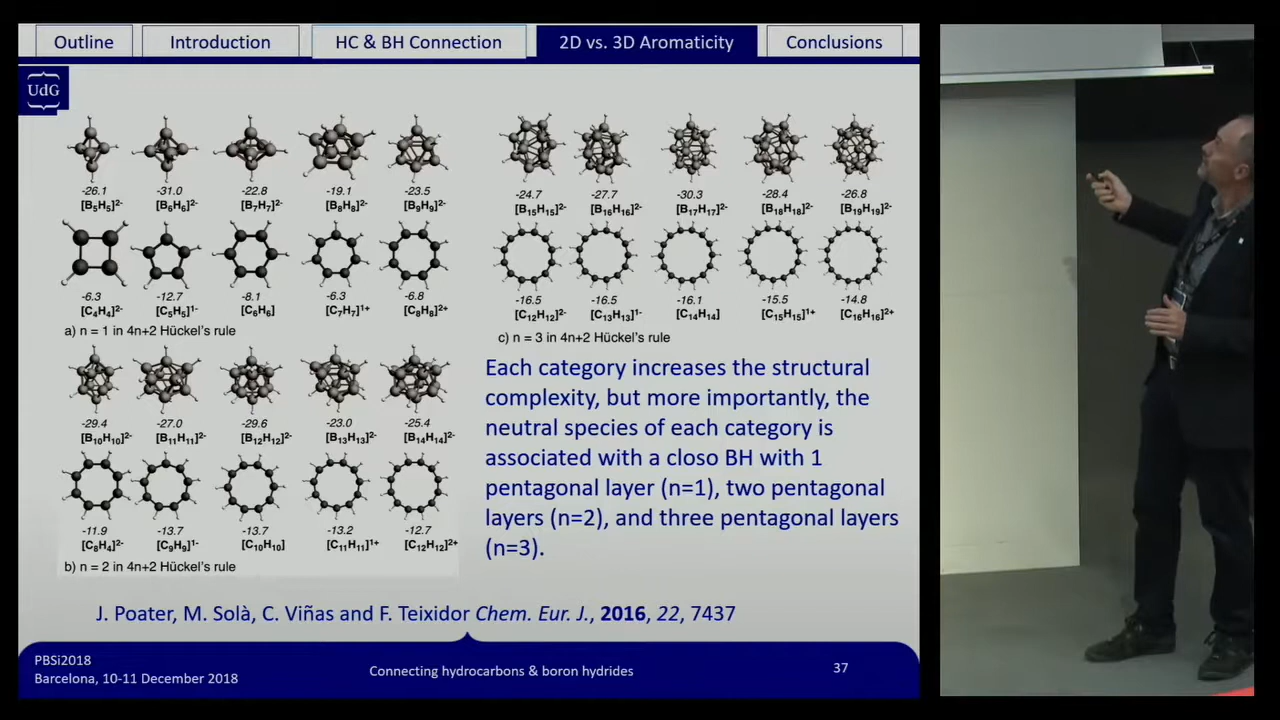 Outline
Introduction
HC & BH Connection
2D vs. 3D Aromaticity
Conclusions
UdG
-26.1 -31.0 -22.8 -19.1 -23.5
[B5H5]2- [B6H6]2- [B7H7]2- [B8H8]2- [B9H9]2-
-6.3 -12.7 -8.1 -6.3 -6.8
[C4H4]2- [C5H5]1- [C6H6] [C7H7]1+ [C8H8]2+
a) n = 1 in 4n+2 Hückel's rule
-29.4 -27.0 -29.6 -23.0 -25.4
[B10H10]2- [B11H11]2- [B12H12]2- [B13H13]2- [B14H14]2-
-11.9 -13.7 -13.7 -13.2 -12.7
[C8H4]2- [C9H9]1- [C10H10] [C11H11]1+ [C12H12]2+
b) n = 2 in 4n+2 Hückel's rule
-24.7 -27.7 -30.3 -28.4 -26.8
[B15H15]2- [B16H16]2- [B17H17]2- [B18H18]2- [B19H19]2-
-16.5 -16.5 -16.1 -15.5 -14.8
[C12H12]2- [C13H13]1- [C14H14] [C15H15]1+ [C16H16]2+
c) n = 3 in 4n+2 Hückel's rule
Each category increases the structural
complexity, but more importantly, the
neutral species of each category is
associated with a closo BH with 1
pentagonal layer (n=1), two pentagonal
layers (n=2), and three pentagonal layers
(n=3).
J. Poater, M. Solà, C. Viñas and F. Teixidor Chem. Eur. J., 2016, 22, 7437
PBSi2018
Barcelona, 10-11 December 2018
Connecting hydrocarbons & boron hydrides
37